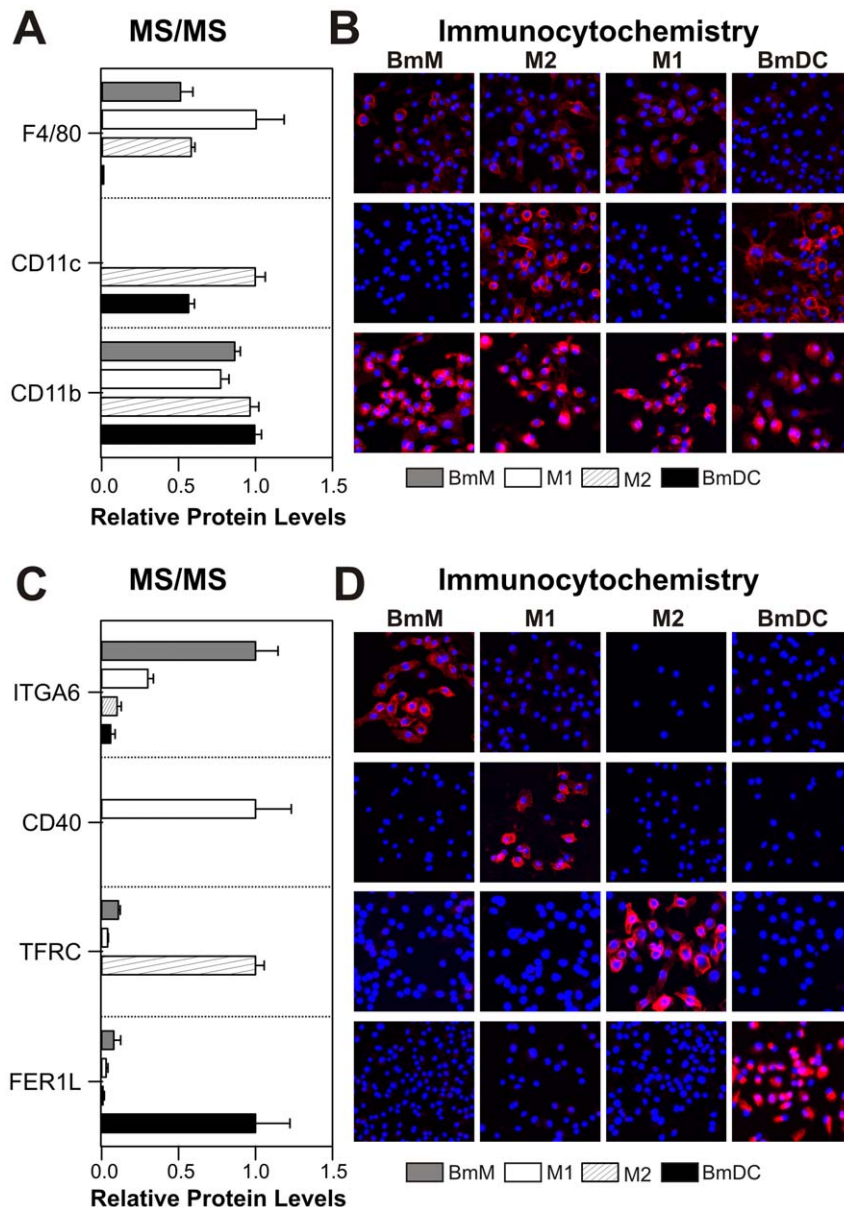 A MS/MS
F4/80
CD11c
CD11b
0.0 0.5 1.0 1.5
Relative Protein Levels
B Immunocytochemistry
BmM M2 M1 BmDC
BmM M1 M2 BmDC
C MS/MS
ITGA6
CD40
TFRC
FER1L
0.0 0.5 1.0 1.5
Relative Protein Levels
D Immunocytochemistry
BmM M1 M2 BmDC
BmM M1 M2 BmDC